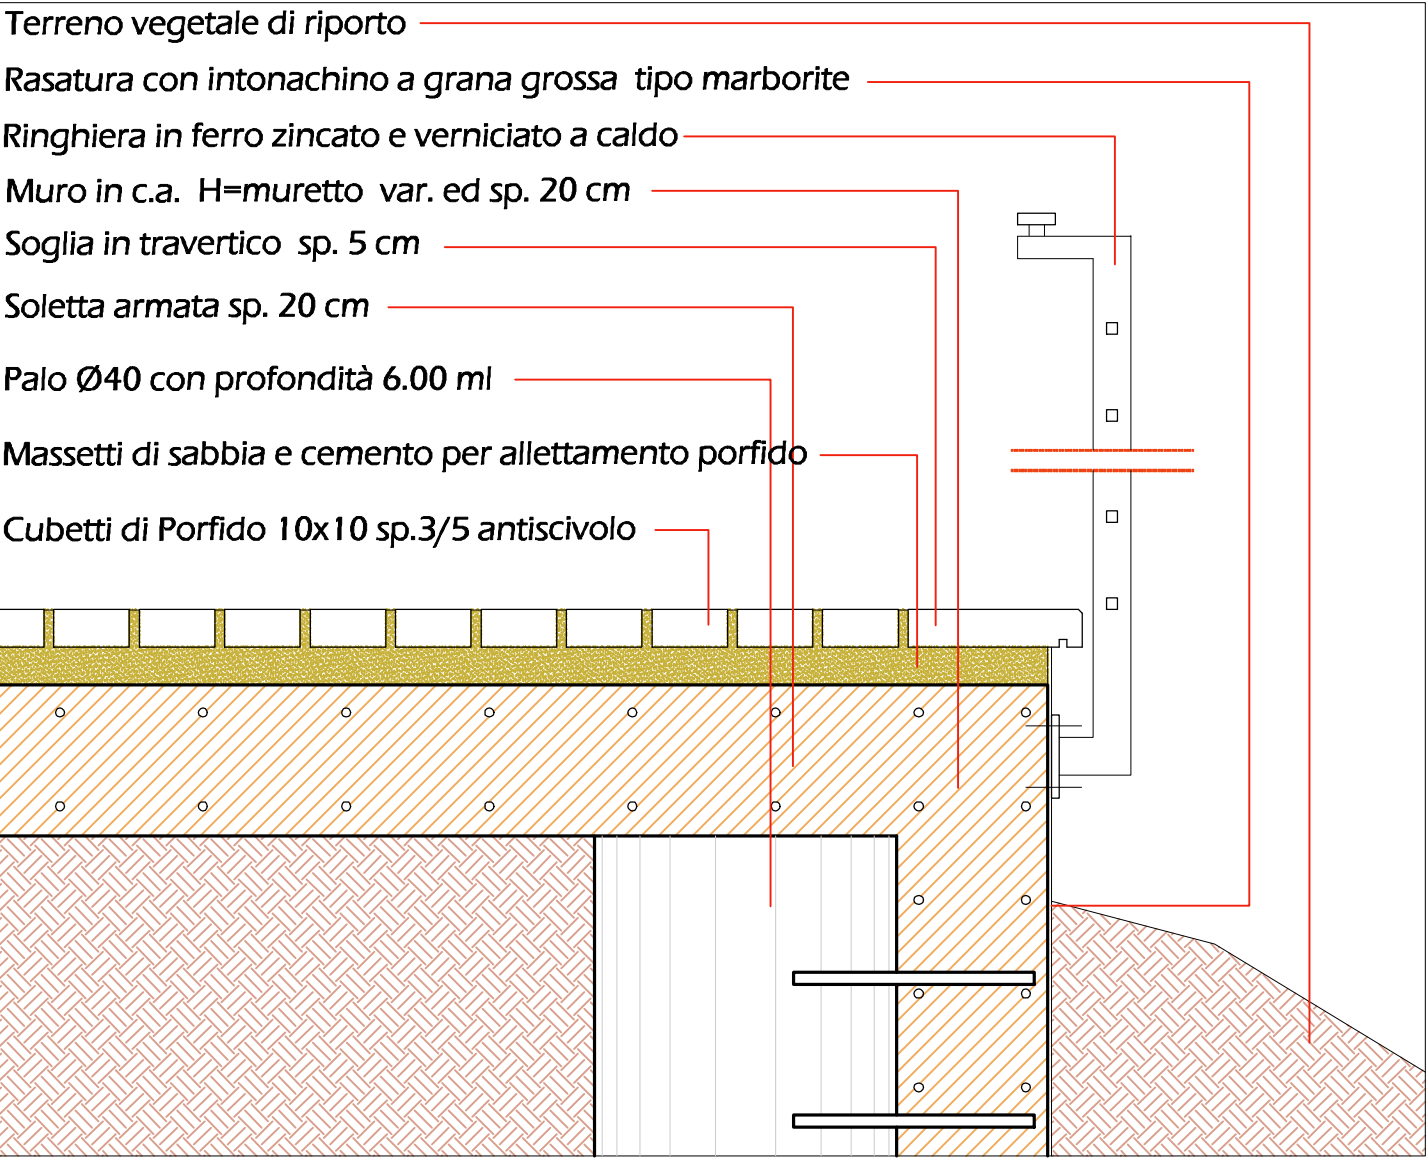 Terreno vegetale di riporto
Rasatura con intonachino a grana grossa tipo marborite
Ringhiera in ferro zincato e verniciato a caldo
Muro in c.a. H=muretto var. ed sp. 20 cm
Soglia in travertico sp. 5 cm
Soletta armata sp. 20 cm
Palo Ø40 con profondità 6.00 ml
Massetti di sabbia e cemento per allettamento porfido
Cubetti di Porfido 10x10 sp.3/5 antiscivolo